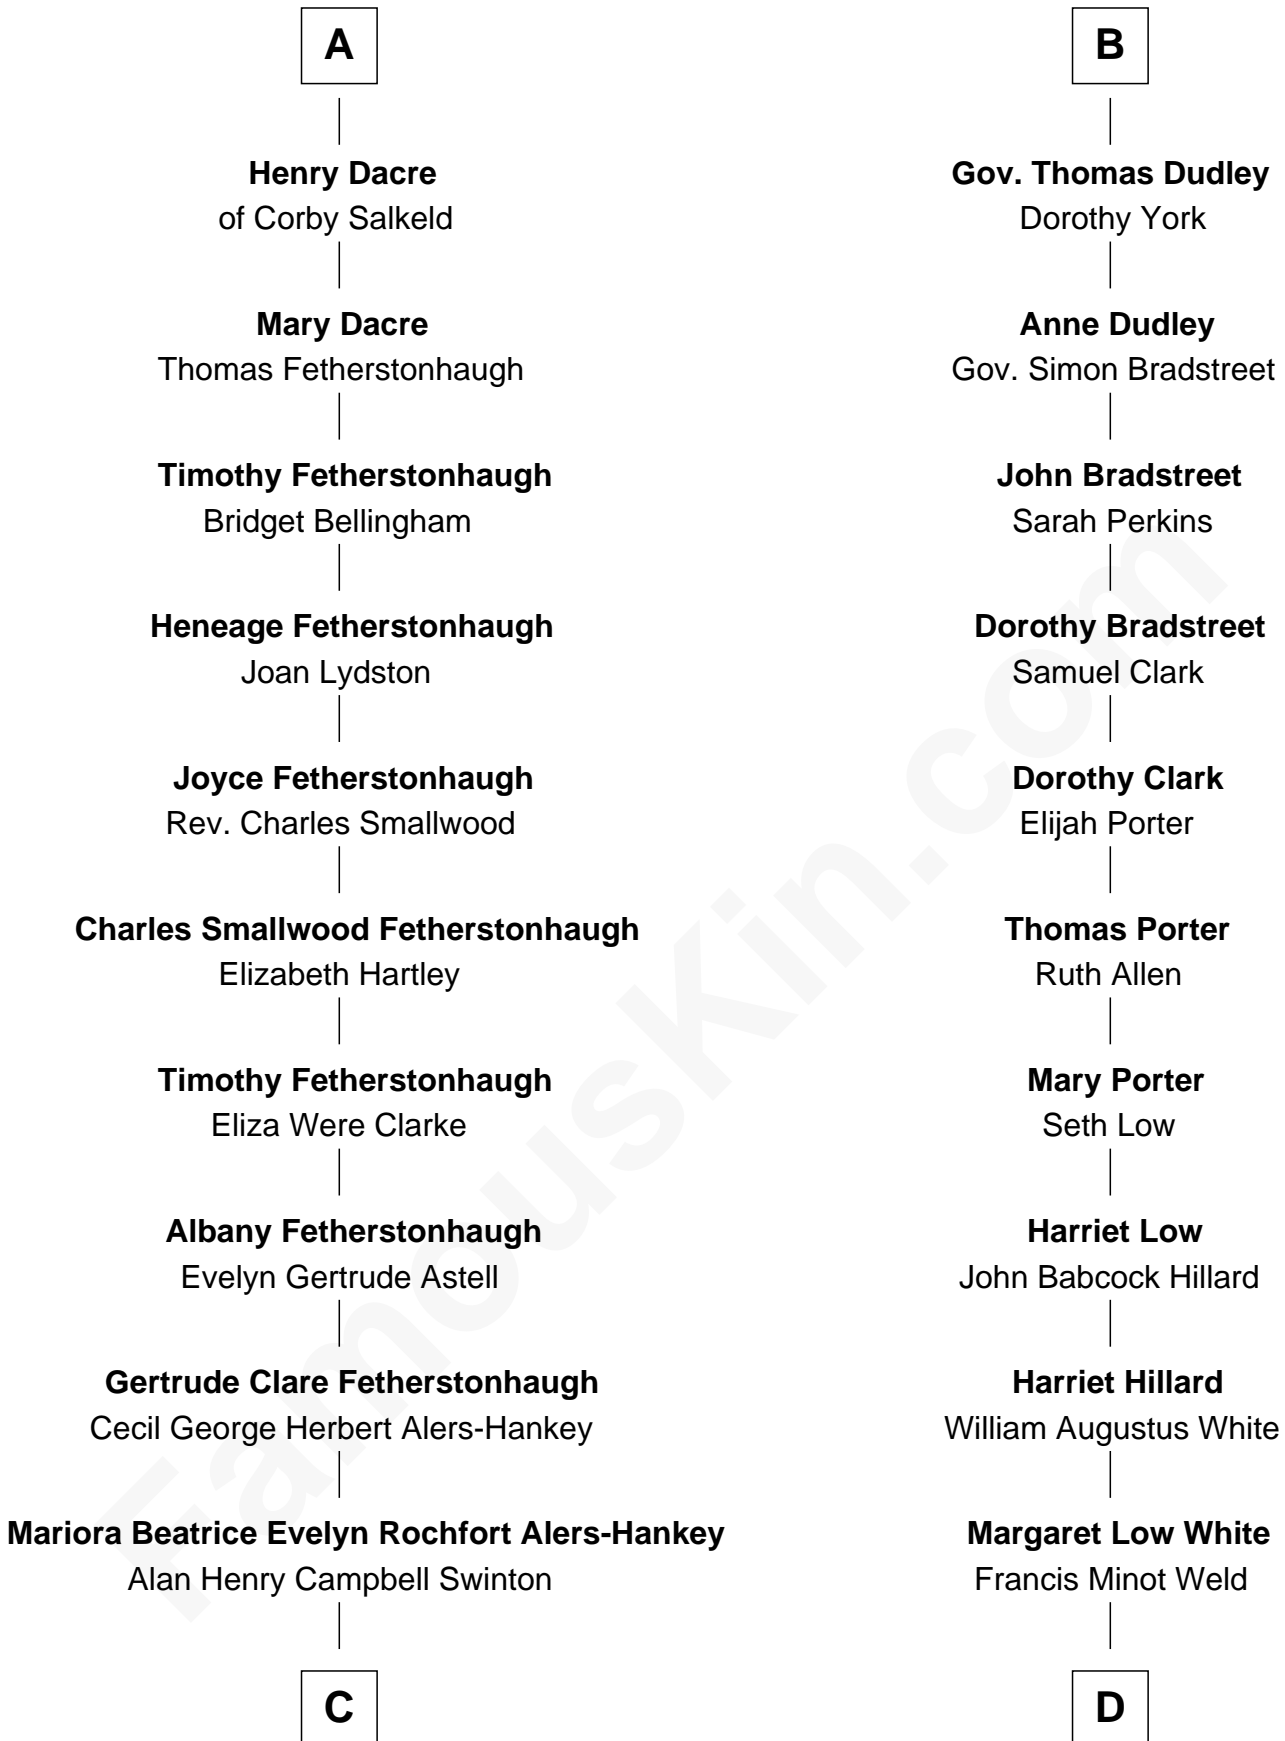 A
Henry Dacre
of Corby Salkeld
Mary Dacre
Thomas Fetherstonhaugh
Timothy Fetherstonhaugh
Bridget Bellingham
Heneage Fetherstonhaugh
Joan Lydston
Joyce Fetherstonhaugh
Rev. Charles Smallwood
Charles Smallwood Fetherstonhaugh
Elizabeth Hartley
Timothy Fetherstonhaugh
Eliza Were Clarke
Albany Fetherstonhaugh
Evelyn Gertrude Astell
Gertrude Clare Fetherstonhaugh
Cecil George Herbert Alers-Hankey
Mariora Beatrice Evelyn Rochfort Alers-Hankey
Alan Henry Campbell Swinton
C
B
Gov. Thomas Dudley
Dorothy York
Anne Dudley
Gov. Simon Bradstreet
John Bradstreet
Sarah Perkins
Dorothy Bradstreet
Samuel Clark
Dorothy Clark
Elijah Porter
Thomas Porter
Ruth Allen
Mary Porter
Seth Low
Harriet Low
John Babcock Hillard
Harriet Hillard
William Augustus White
Margaret Low White
Francis Minot Weld
D
FamousKin.com